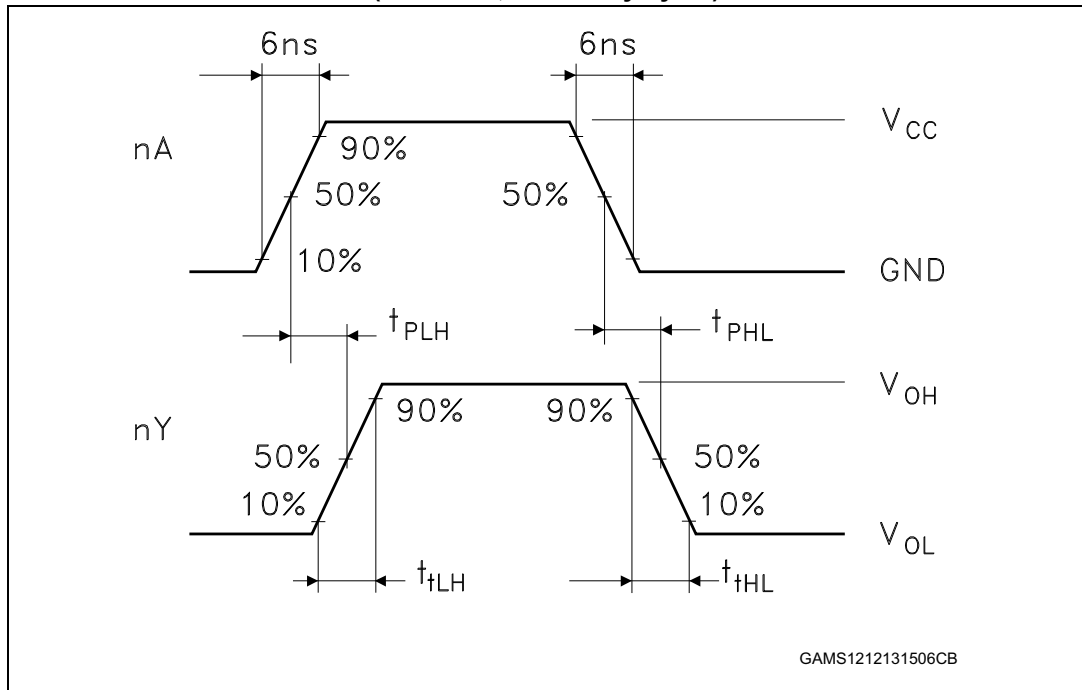 6ns 6ns
nA
V_CC
90%
50% 50%
10%
GND
t_PLH t_PHL
V_OH
90% 90%
nY
50% 50%
10% 10%
V_OL
t_tLH t_tHL
GAMS1212131506CB